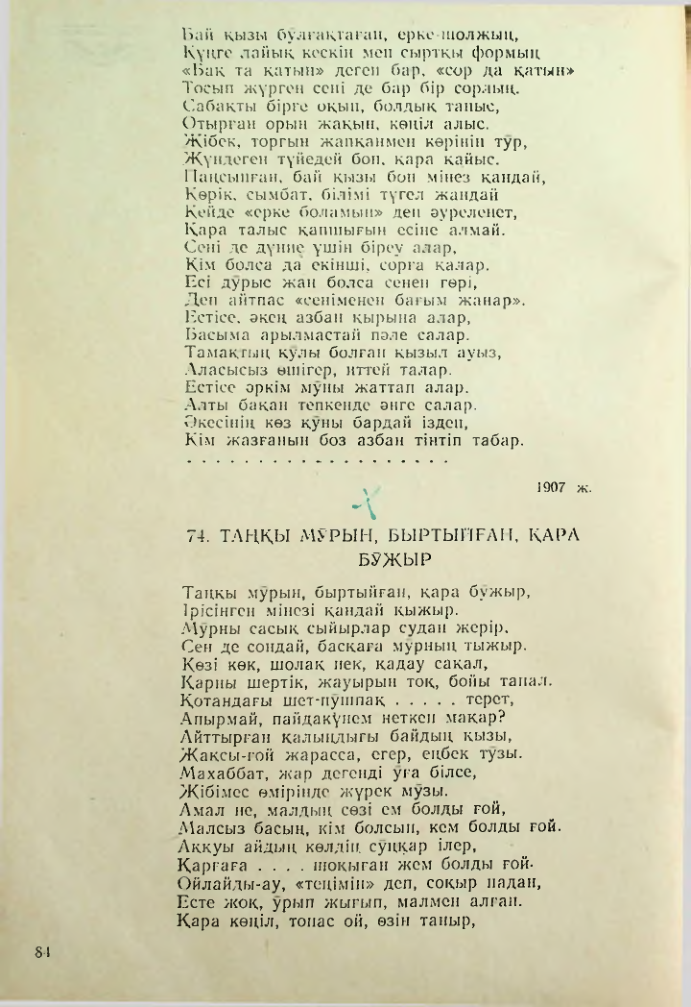 Бай қызы бұлғақтаған, ерке-шолжың,
Күңге лайық кескін мен сыртқы формың
«Бақ та қатын» деген бар, «сор да қатын»
Тосып жүрген сені де бар бір сорлың.
Сабақты бірге оқып, болдық таныс,
Отырған орын жақын, көңіл алыс.
Жібек, торғын жапқанмен көрініп тұр,
Жүндеген түйедей боп, қара қайыс.
Паңсынған, бай қызы боп мінез қандай,
Көрік, сымбат, білімі түгел жандай
Кейде «ерке боламын» деп әуреленет,
Қара талыс қапшығын есіне алмай.
Сені де дүние үшін біреу алар,
Кім болса да екінші, сорға қалар.
Есі дұрыс жан болса сенен гөрі,
Деп айтпас «сеніменен бағым жанар».
Естісе, әкең азбан қырына алар,
Басыма арылмастай пәле салар.
Тамақтың құлы болған қызыл ауыз,
Аласысыз өшігер, иттей талар.
Естісе әркім мұны жаттап алар.
Алты бақан тепкенде әнге салар.
Әкесінің көз құны бардай іздеп,
Кім жазғанын боз азбан тінтіп табар.
. . . . . . . . . . . . . . . . . . . .
1907 ж.
74. ТАҢҚЫ МҰРЫН, БЫРТЫЙҒАН, ҚАРА
БҰЖЫР
Таңқы мұрын, быртыйған, қара бұжыр,
Ірісінген мінезі қандай қыжыр.
Мұрны сасық сыйырлар судан жерір,
Сен де сондай, басқаға мұрның тыжыр.
Көзі көк, шолақ иек, қадау сақал,
Қарны шертік, жауырын тоқ, бойы тапал.
Қотандағы шет-пұшпақ . . . . . терет,
Апырмай, пайдакүнем неткен мақар?
Айттырған қалыңдығы байдың қызы,
Жақсы-ғой жарасса, егер, еңбек тұзы.
Махаббат, жар дегенді ұға білсе,
Жібімес өмірінде жүрек мұзы.
Амал не, малдың сөзі ем болды ғой,
Малсыз басың, кім болсын, кем болды ғой.
Аққуы айдың көлдің сұңқар ілер,
Қарғаға . . . . шоқыған жем болды ғой.
Ойлайды-ау, «теңімін» деп, соқыр надан,
Есте жоқ, ұрып жығып, малмен алған.
Қара көңіл, топас ой, өзін таныр,
84